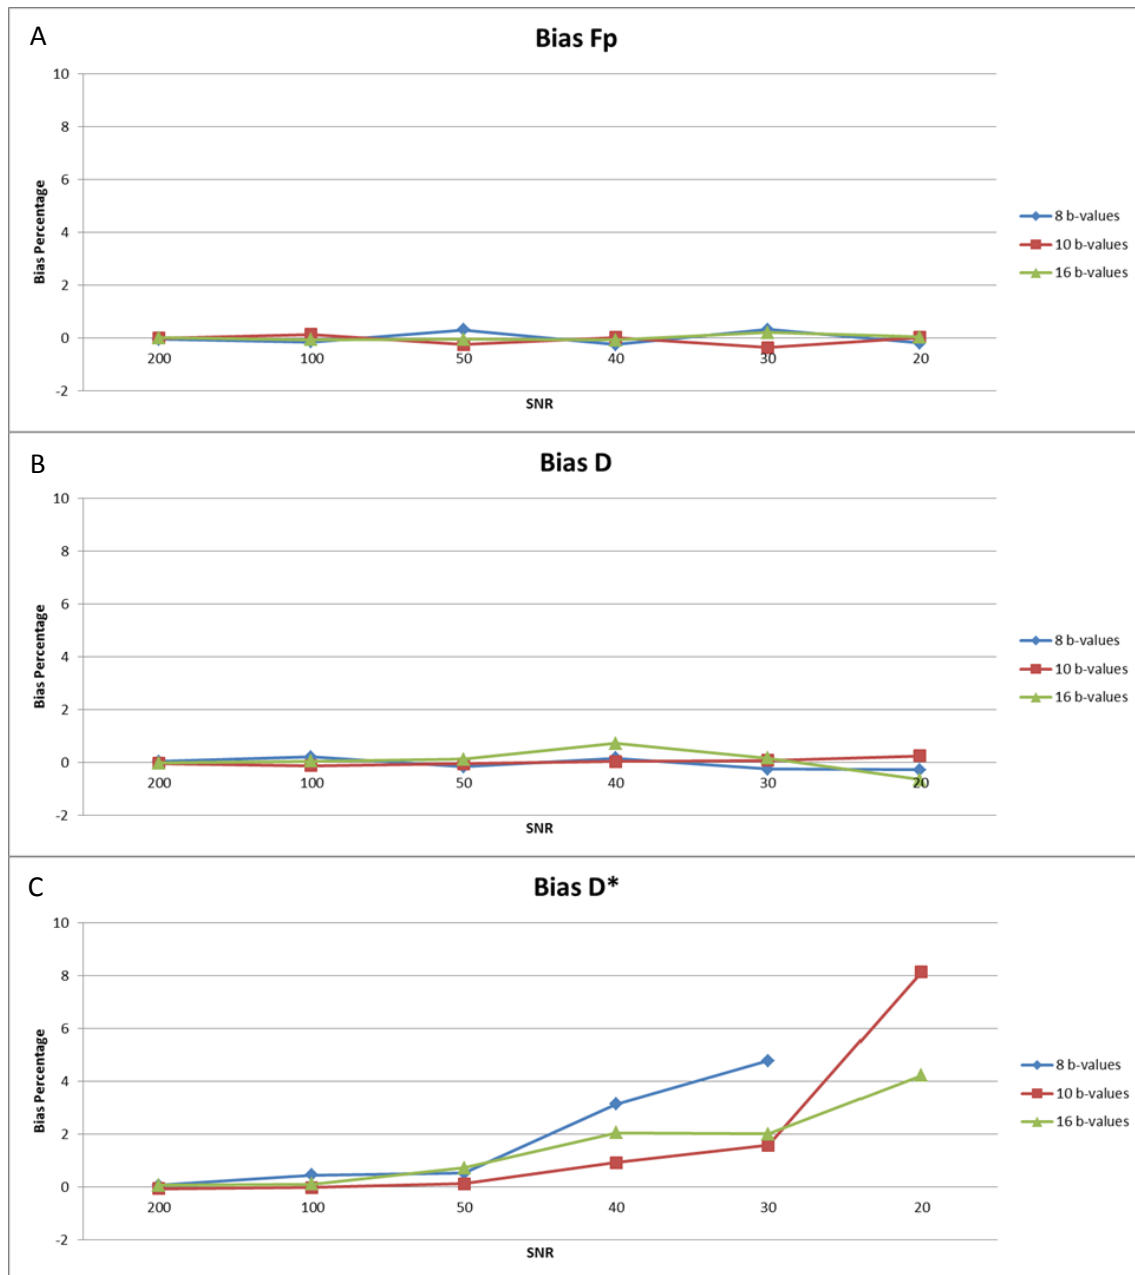 A
Bias Fp
10
8
6
4
2
0
-2
Bias Percentage
200 100 50 40 30 20
SNR
8 b-values
10 b-values
16 b-values
B
Bias D
10
8
6
4
2
0
-2
Bias Percentage
200 100 50 40 30 20
SNR
8 b-values
10 b-values
16 b-values
C
Bias D*
10
8
6
4
2
0
-2
Bias Percentage
200 100 50 40 30 20
SNR
8 b-values
10 b-values
16 b-values